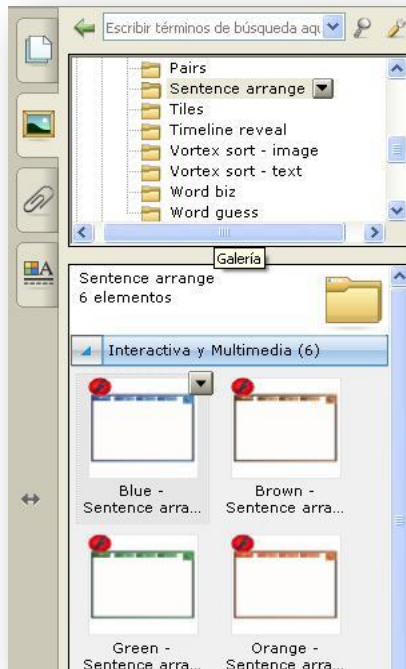 Escribir términos de búsqueda aqu
Pairs
Sentence arrange
Tiles
Timeline reveal
Vortex sort - image
Vortex sort - text
Word biz
Word guess
Galería
Sentence arrange
6 elementos
Interactiva y Multimedia (6)
Blue -
Sentence arra...
Brown -
Sentence arra...
Green -
Sentence arra...
Orange -
Sentence arra...